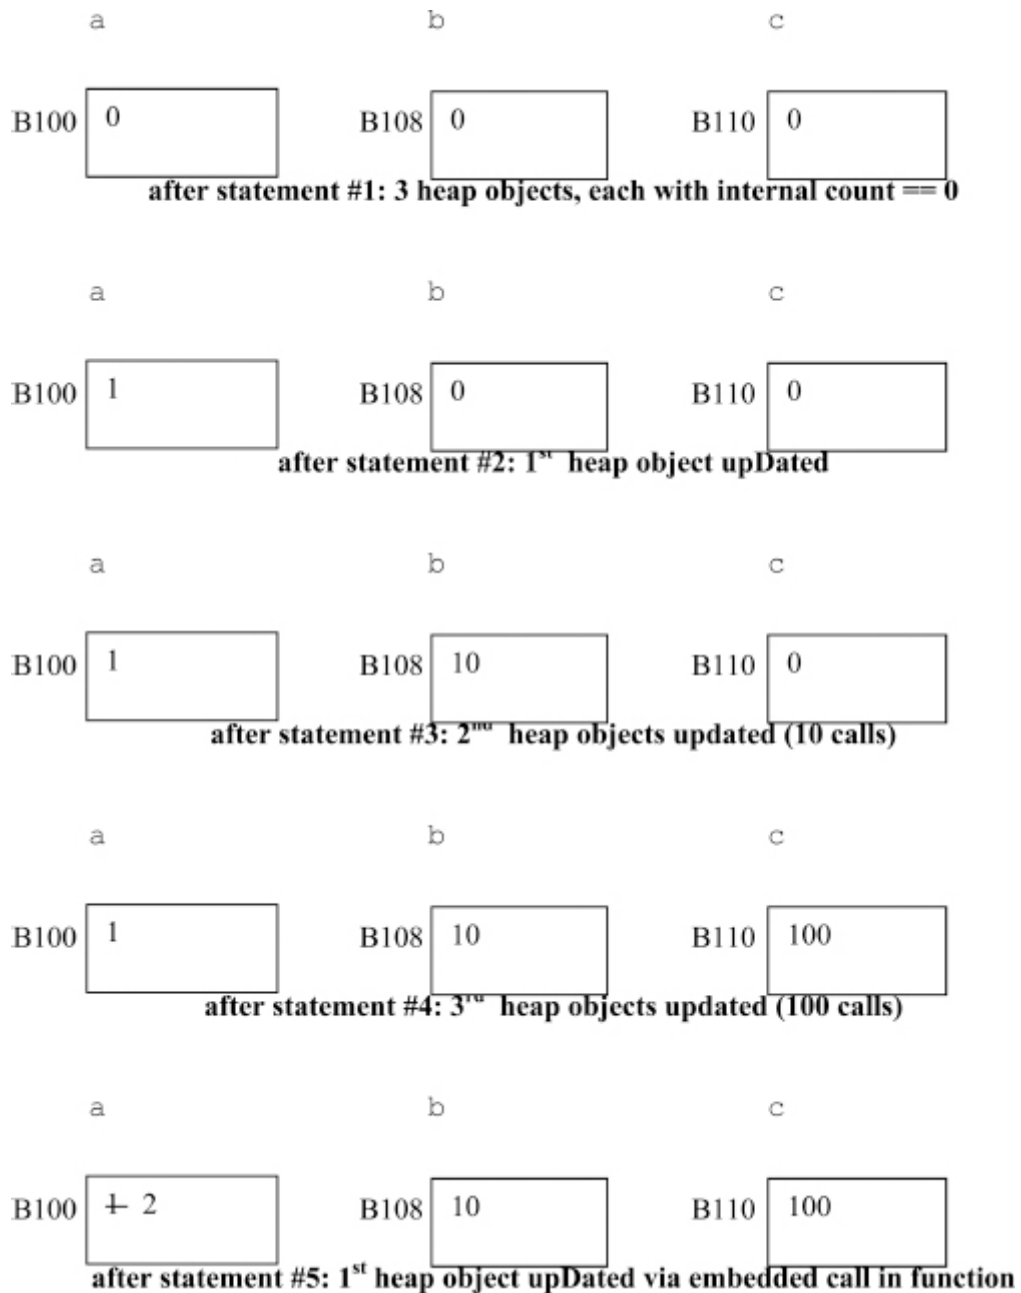 a b c
B100 0 B108 0 B110 0
after statement #1: 3 heap objects, each with internal count == 0
a b c
B100 1 B108 0 B110 0
after statement #2: 1st heap object upDated
a b c
B100 1 B108 10 B110 0
after statement #3: 2nd heap objects updated (10 calls)
a b c
B100 1 B108 10 B110 100
after statement #4: 3rd heap objects updated (100 calls)
a b c
B100 1 2 B108 10 B110 100
after statement #5: 1st heap object upDated via embedded call in function